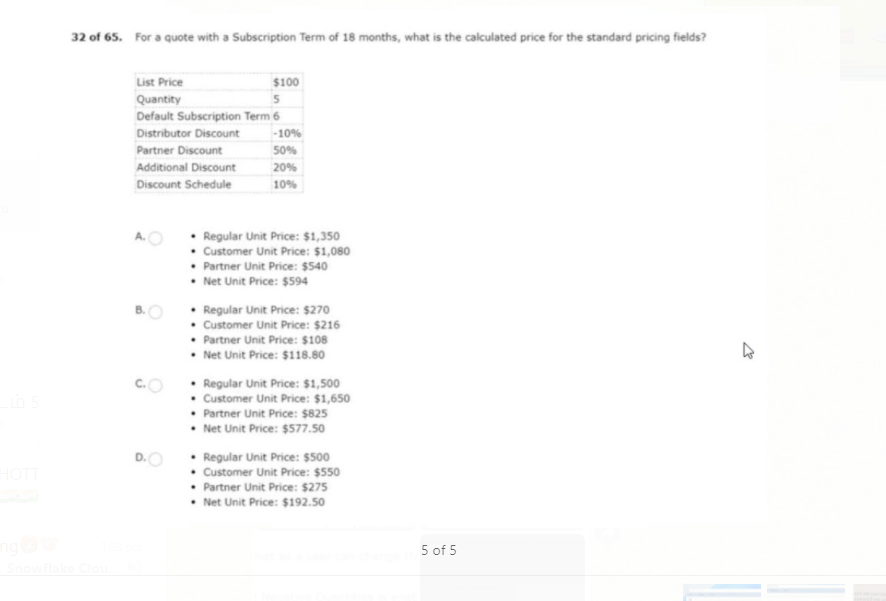 32 of 65. For a quote with a Subscription Term of 18 months, what is the calculated price for the standard pricing fields?
List Price $100
Quantity 5
Default Subscription Term 6
Distributor Discount -10%
Partner Discount 50%
Additional Discount 20%
Discount Schedule 10%
A. • Regular Unit Price: $1,350
• Customer Unit Price: $1,080
• Partner Unit Price: $540
• Net Unit Price: $594
B. • Regular Unit Price: $270
• Customer Unit Price: $216
• Partner Unit Price: $108
• Net Unit Price: $118.80
C. • Regular Unit Price: $1,500
• Customer Unit Price: $1,650
• Partner Unit Price: $825
• Net Unit Price: $577.50
D. • Regular Unit Price: $500
• Customer Unit Price: $550
• Partner Unit Price: $275
• Net Unit Price: $192.50
5 of 5
Snowflake Clou...